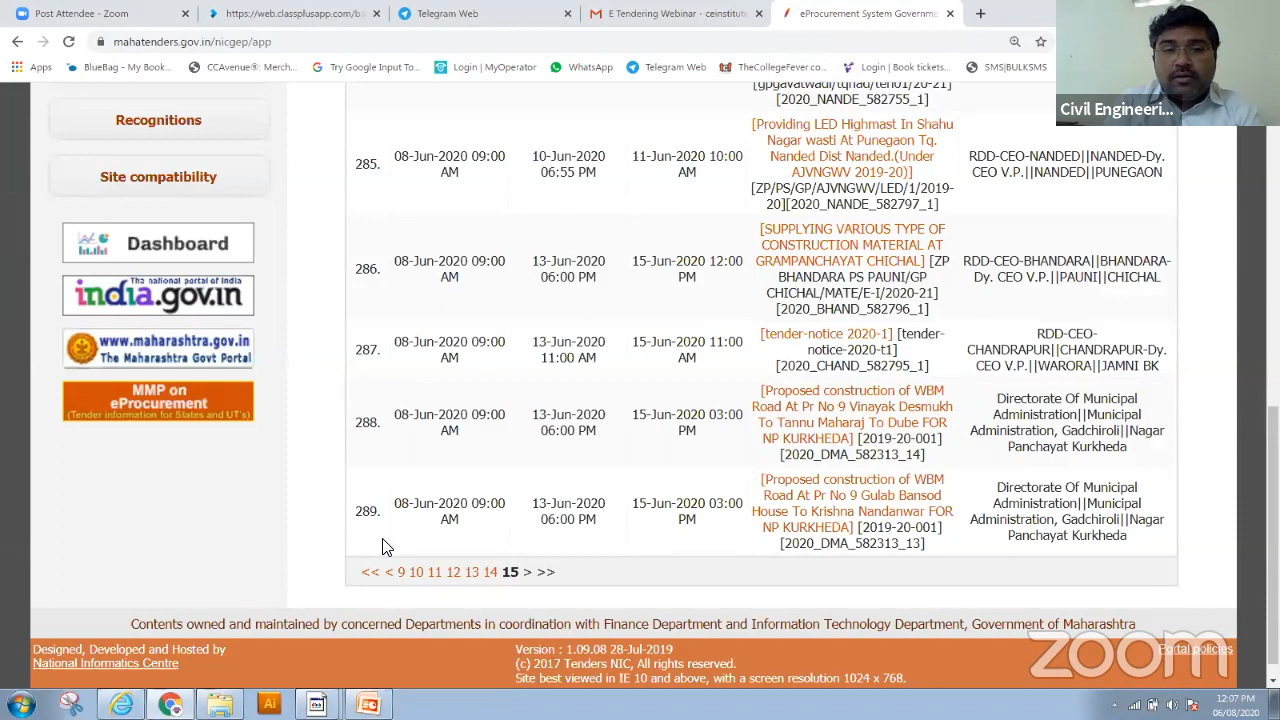 Post Attendee - Zoom
https://web.classplusapp.com/ba
Telegram Web
E Tendering Webinar - ceinstitute
eProcurement System Governme
mahatenders.gov.in/nicgep/app
Apps
BlueBag - My Book...
CCAvenue®: Merch...
Try Google Input To...
Login | MyOperator
WhatsApp
Telegram Web
TheCollegeFever.co...
Login | Book tickets...
SMS|BULKSMS
Civil Engineeri...
Recognitions
Site compatibility
Dashboard
The national portal of India
india.gov.in
www.maharashtra.gov.in
The Maharashtra Govt Portal
MMP on
eProcurement
(Tender information for States and UT's)
[2020_NANDE_582755_1]
285.
08-Jun-2020 09:00
AM
10-Jun-2020
06:55 PM
11-Jun-2020 10:00
AM
[Providing LED Highmast In Shahu
Nagar wasti At Punegaon Tq.
Nanded Dist Nanded.(Under
AJVNGWV 2019-20)]
[ZP/PS/GP/AJVNGWV/LED/1/2019-
20][2020_NANDE_582797_1]
RDD-CEO-NANDED||NANDED-Dy.
CEO V.P.||NANDED||PUNEGAON
286.
08-Jun-2020 09:00
AM
13-Jun-2020
06:00 PM
15-Jun-2020 12:00
PM
[SUPPLYING VARIOUS TYPE OF
CONSTRUCTION MATERIAL AT
GRAMPANCHAYAT CHICHAL] [ZP
BHANDARA PS PAUNI/GP
CHICHAL/MATE/E-I/2020-21]
[2020_BHAND_582796_1]
RDD-CEO-BHANDARA||BHANDARA-
Dy. CEO V.P.||PAUNI||CHICHAL
287.
08-Jun-2020 09:00
AM
13-Jun-2020
11:00 AM
15-Jun-2020 11:00
AM
[tender-notice 2020-1] [tender-
notice-2020-t1]
[2020_CHAND_582795_1]
RDD-CEO-
CHANDRAPUR||CHANDRAPUR-Dy.
CEO V.P.||WARORA||JAMNI BK
288.
08-Jun-2020 09:00
AM
13-Jun-2020
06:00 PM
15-Jun-2020 03:00
PM
[Proposed construction of WBM
Road At Pr No 9 Vinayak Desmukh
To Tannu Maharaj To Dube FOR
NP KURKHEDA] [2019-20-001]
[2020_DMA_582313_14]
Directorate Of Municipal
Administration||Municipal
Administration, Gadchiroli||Nagar
Panchayat Kurkheda
289.
08-Jun-2020 09:00
AM
13-Jun-2020
06:00 PM
15-Jun-2020 03:00
PM
[Proposed construction of WBM
Road At Pr No 9 Gulab Bansod
House To Krishna Nandanwar FOR
NP KURKHEDA] [2019-20-001]
[2020_DMA_582313_13]
Directorate Of Municipal
Administration||Municipal
Administration, Gadchiroli||Nagar
Panchayat Kurkheda
<< < 9 10 11 12 13 14 15 > >>
Contents owned and maintained by concerned Departments in coordination with Finance Department and Information Technology Department, Government of Maharashtra
Designed, Developed and Hosted by
National Informatics Centre
Version : 1.09.08 28-Jul-2019
(c) 2017 Tenders NIC, All rights reserved.
Site best viewed in IE 10 and above, with a screen resolution 1024 x 768.
Portal policies
zoom
Ai
12:07 PM
06/08/2020